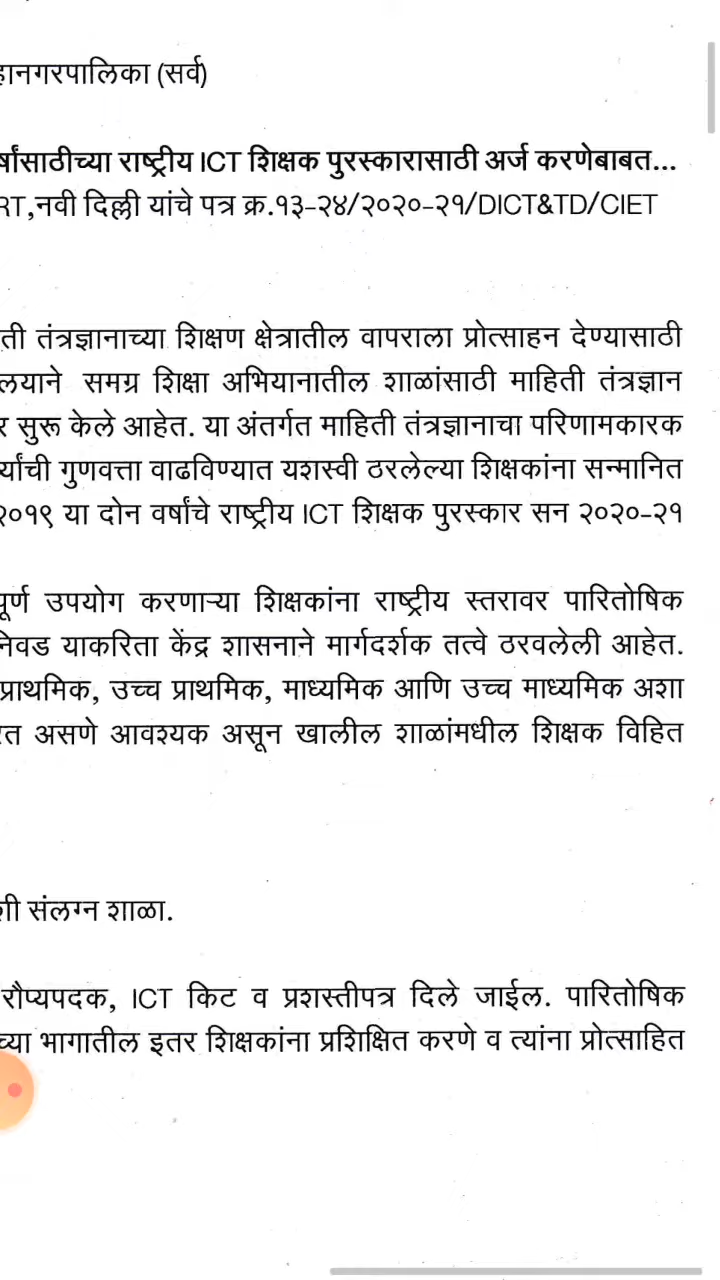 हानगरपालिका (सर्व)
र्षांसाठीच्या राष्ट्रीय ICT शिक्षक पुरस्कारासाठी अर्ज करणेबाबत...
RT,नवी दिल्ली यांचे पत्र क्र.१३-२४/२०२०-२१/DICT&TD/CIET
ती तंत्रज्ञानाच्या शिक्षण क्षेत्रातील वापराला प्रोत्साहन देण्यासाठी
लयाने समग्र शिक्षा अभियानातील शाळांसाठी माहिती तंत्रज्ञान
र सुरू केले आहेत. या अंतर्गत माहिती तंत्रज्ञानाचा परिणामकारक
र्यांची गुणवत्ता वाढविण्यात यशस्वी ठरलेल्या शिक्षकांना सन्मानित
२०१९ या दोन वर्षांचे राष्ट्रीय ICT शिक्षक पुरस्कार सन २०२०-२१
पूर्ण उपयोग करणाऱ्या शिक्षकांना राष्ट्रीय स्तरावर पारितोषिक
निवड याकरिता केंद्र शासनाने मार्गदर्शक तत्वे ठरवलेली आहेत.
प्राथमिक, उच्च प्राथमिक, माध्यमिक आणि उच्च माध्यमिक अशा
रत असणे आवश्यक असून खालील शाळांमधील शिक्षक विहित
शी संलग्न शाळा.
रौप्यपदक, ICT किट व प्रशस्तीपत्र दिले जाईल. पारितोषिक
च्या भागातील इतर शिक्षकांना प्रशिक्षित करणे व त्यांना प्रोत्साहित